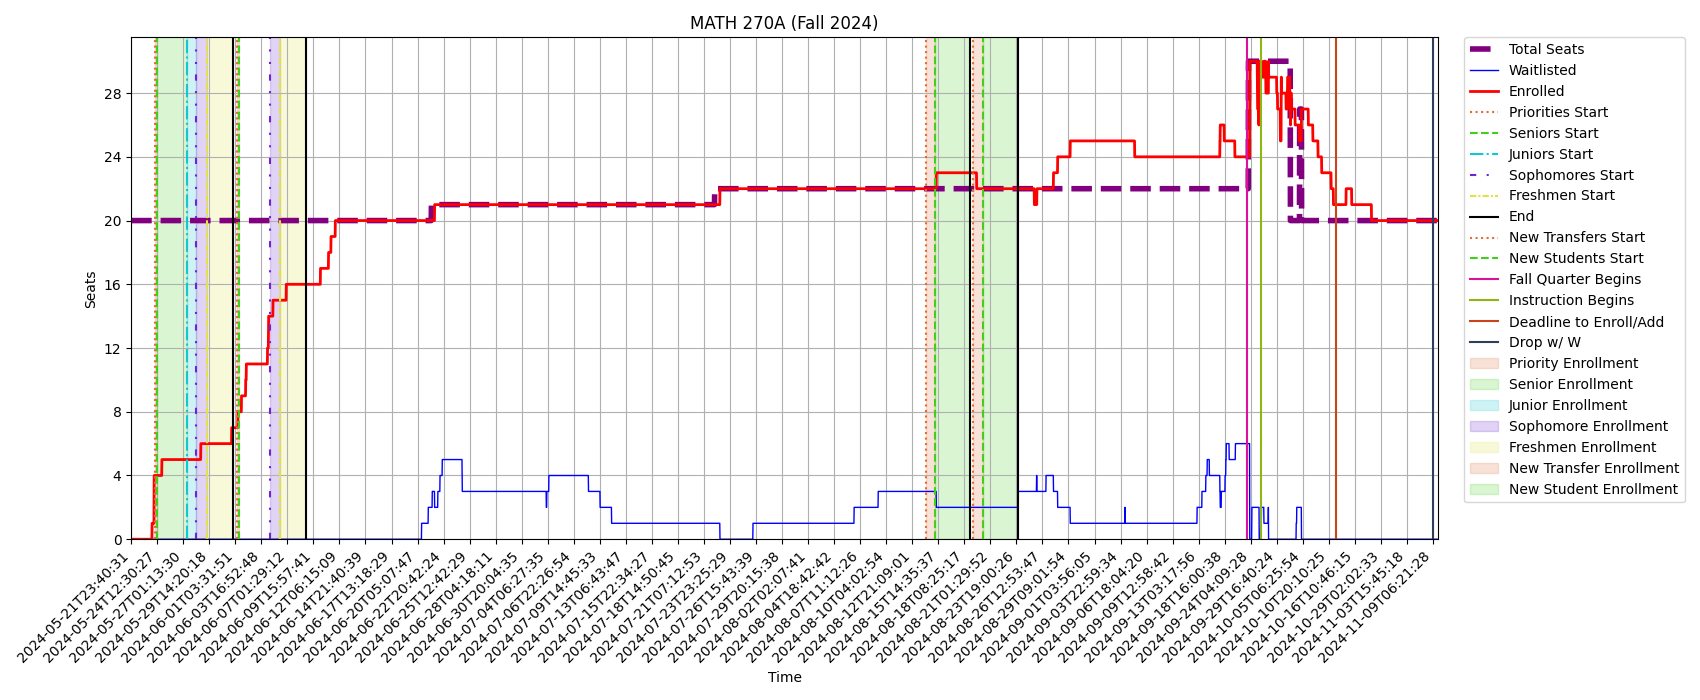 MATH 270A (Fall 2024)
Seats
28
24
20
16
12
8
4
0
2024-05-21T23:40:31
2024-05-24T12:30:27
2024-05-27T01:13:30
2024-05-29T14:20:18
2024-06-01T03:31:51
2024-06-03T16:52:48
2024-06-07T01:29:12
2024-06-09T15:57:41
2024-06-12T06:15:09
2024-06-14T21:40:39
2024-06-17T13:18:29
2024-06-20T05:07:47
2024-06-22T20:42:24
2024-06-25T12:42:29
2024-06-28T04:18:11
2024-06-30T20:04:35
2024-07-04T06:27:35
2024-07-06T22:26:54
2024-07-09T14:45:33
2024-07-13T06:43:47
2024-07-15T22:34:27
2024-07-18T14:50:45
2024-07-21T07:12:53
2024-07-23T23:25:29
2024-07-26T15:43:39
2024-07-29T20:15:38
2024-08-02T02:07:41
2024-08-04T18:42:42
2024-08-07T11:12:26
2024-08-10T04:02:54
2024-08-12T21:09:01
2024-08-15T14:35:37
2024-08-18T08:25:17
2024-08-21T01:29:52
2024-08-23T19:00:26
2024-08-26T12:53:47
2024-08-29T09:01:54
2024-09-01T03:56:05
2024-09-03T22:59:34
2024-09-06T18:04:20
2024-09-09T12:58:42
2024-09-13T03:17:56
2024-09-18T16:00:38
2024-09-24T04:09:28
2024-09-29T16:40:24
2024-10-05T06:25:54
2024-10-10T20:10:25
2024-10-16T10:46:15
2024-10-29T02:02:33
2024-11-03T15:45:18
2024-11-09T06:21:28
Time
Total Seats
Waitlisted
Enrolled
Priorities Start
Seniors Start
Juniors Start
Sophomores Start
Freshmen Start
End
New Transfers Start
New Students Start
Fall Quarter Begins
Instruction Begins
Deadline to Enroll/Add
Drop w/ W
Priority Enrollment
Senior Enrollment
Junior Enrollment
Sophomore Enrollment
Freshmen Enrollment
New Transfer Enrollment
New Student Enrollment